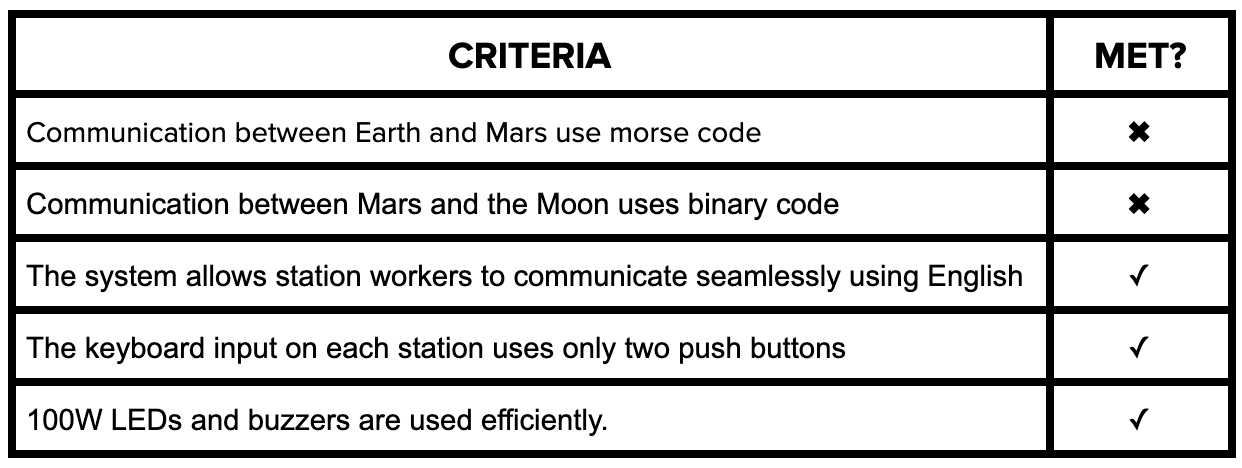 CRITERIA MET?
Communication between Earth and Mars use morse code ✖
Communication between Mars and the Moon uses binary code ✖
The system allows station workers to communicate seamlessly using English ✓
The keyboard input on each station uses only two push buttons ✓
100W LEDs and buzzers are used efficiently. ✓